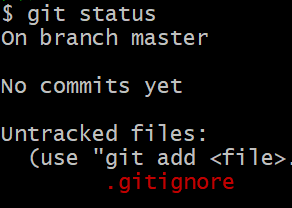 $ git status
On branch master
No commits yet
Untracked files:
(use "git add <file>.
.gitignore